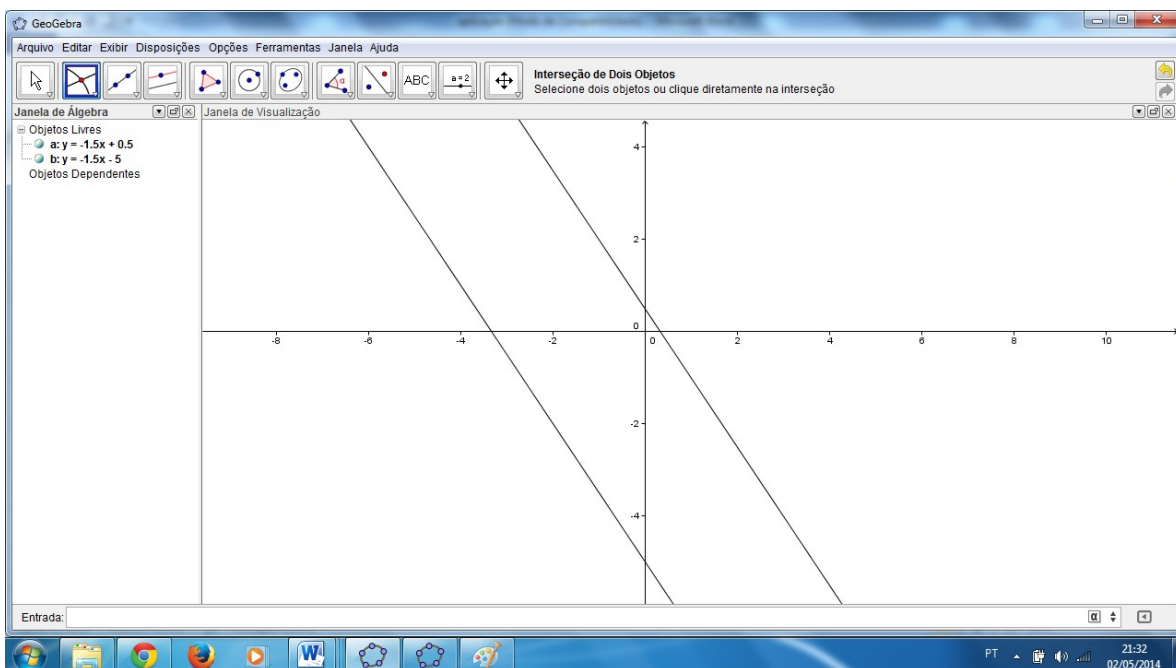 GeoGebra
Arquivo Editar Exibir Disposições Opções Ferramentas Janela Ajuda
ABC
a=2
Interseção de Dois Objetos
Selecione dois objetos ou clique diretamente na interseção
Janela de Álgebra
Janela de Visualização
Objetos Livres
a: y = -1.5x + 0.5
b: y = -1.5x - 5
Objetos Dependentes
4
2
0
-8 -6 -4 -2 0 2 4 6 8 10
-2
-4
Entrada:
α
W
PT
21:32
02/05/2014